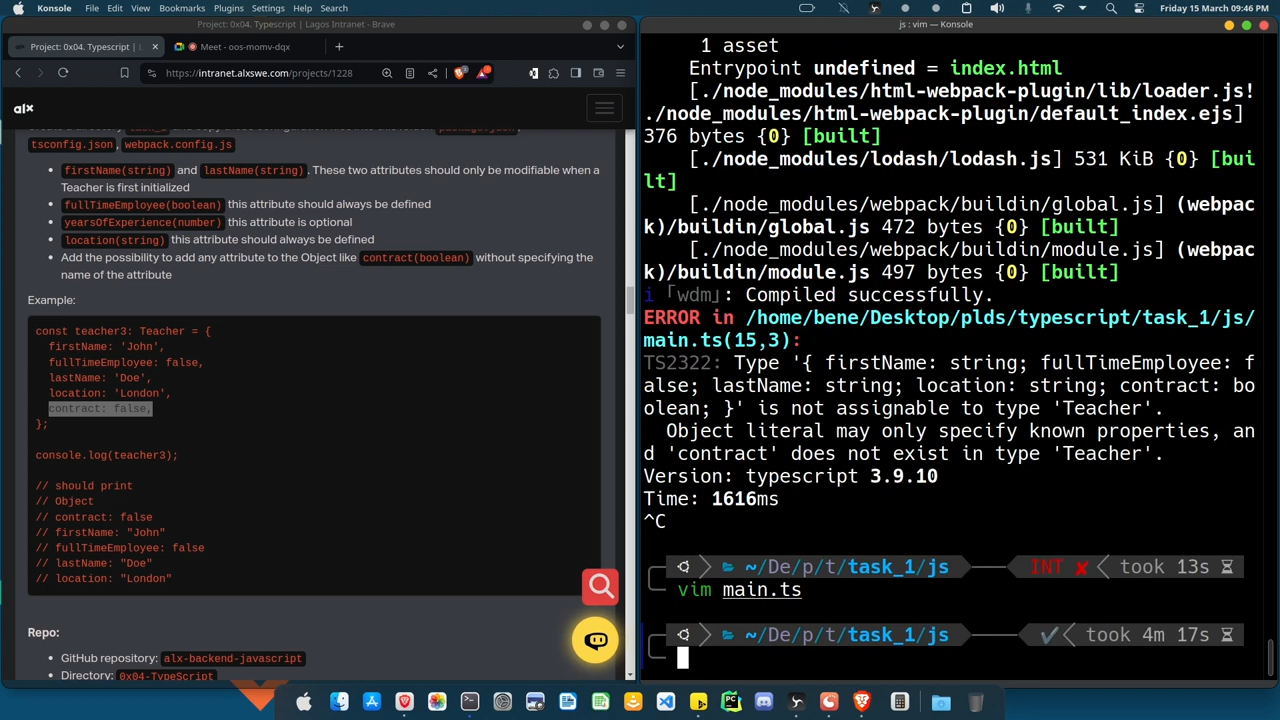 Konsole File Edit View Bookmarks Plugins Settings Help Search
Friday 15 March 09:46 PM
Project: 0x04. Typescript | Lagos Intranet - Brave
Project: 0x04. Typescript | L
Meet - oos-momv-dqx
https://intranet.alxswe.com/projects/1228
alx
tsconfig.json, webpack.config.js
firstName(string) and lastName(string). These two attributes should only be modifiable when a
Teacher is first initialized
fullTimeEmployee(boolean) this attribute should always be defined
yearsOfExperience(number) this attribute is optional
location(string) this attribute should always be defined
Add the possibility to add any attribute to the Object like contract(boolean) without specifying the
name of the attribute
Example:
const teacher3: Teacher = {
firstName: 'John',
fullTimeEmployee: false,
lastName: 'Doe',
location: 'London',
contract: false,
};
console.log(teacher3);
// should print
// Object
// contract: false
// firstName: "John"
// fullTimeEmployee: false
// lastName: "Doe"
// location: "London"
Repo:
GitHub repository: alx-backend-javascript
Directory: 0x04-TypeScript
js : vim — Konsole
1 asset
Entrypoint undefined = index.html
[./node_modules/html-webpack-plugin/lib/loader.js!
./node_modules/html-webpack-plugin/default_index.ejs]
376 bytes {0} [built]
[./node_modules/lodash/lodash.js] 531 KiB {0} [bui
lt]
[./node_modules/webpack/buildin/global.js] (webpac
k)/buildin/global.js 472 bytes {0} [built]
[./node_modules/webpack/buildin/module.js] (webpac
k)/buildin/module.js 497 bytes {0} [built]
i ｢wdm｣: Compiled successfully.
ERROR in /home/bene/Desktop/plds/typescript/task_1/js/
main.ts(15,3):
TS2322: Type '{ firstName: string; fullTimeEmployee: f
alse; lastName: string; location: string; contract: bo
olean; }' is not assignable to type 'Teacher'.
Object literal may only specify known properties, an
d 'contract' does not exist in type 'Teacher'.
Version: typescript 3.9.10
Time: 1616ms
^C
~/De/p/t/task_1/js INT ✘ took 13s
vim main.ts
~/De/p/t/task_1/js ✔ took 4m 17s